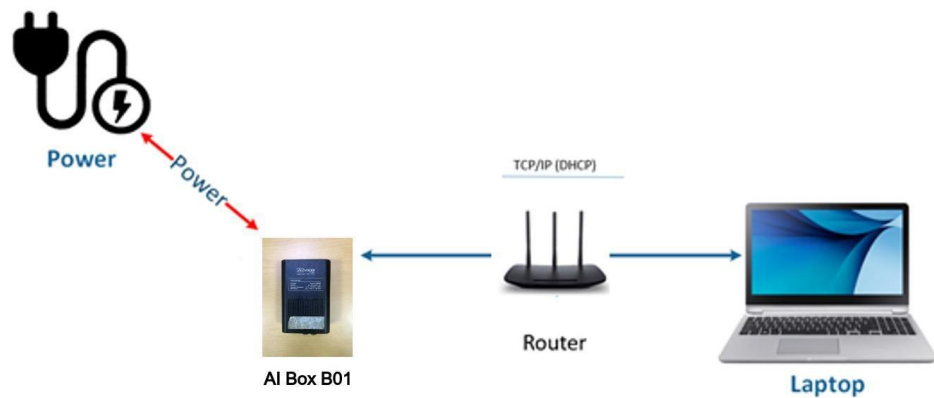 TCP/IP (DHCP)
Power
Power
AI Box B01
Router
Laptop